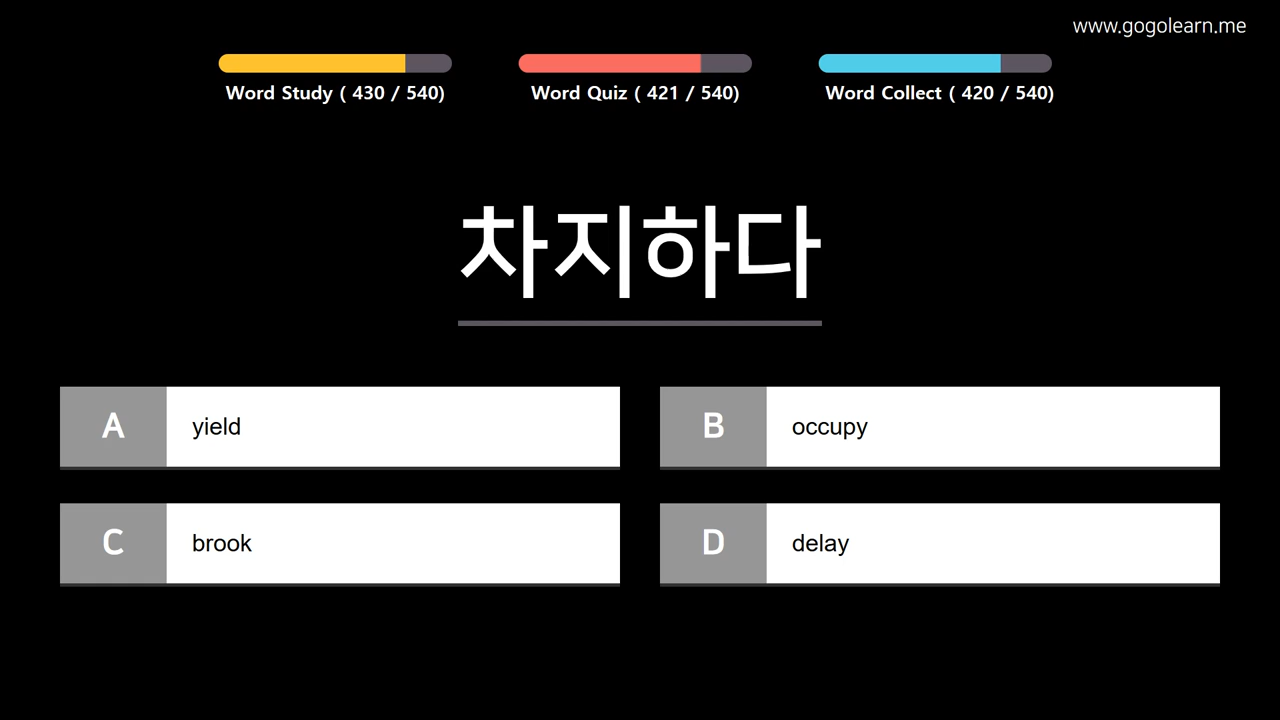 www.gogolearn.me
Word Study ( 430 / 540)
Word Quiz ( 421 / 540)
Word Collect ( 420 / 540)
차지하다
A yield
B occupy
C brook
D delay